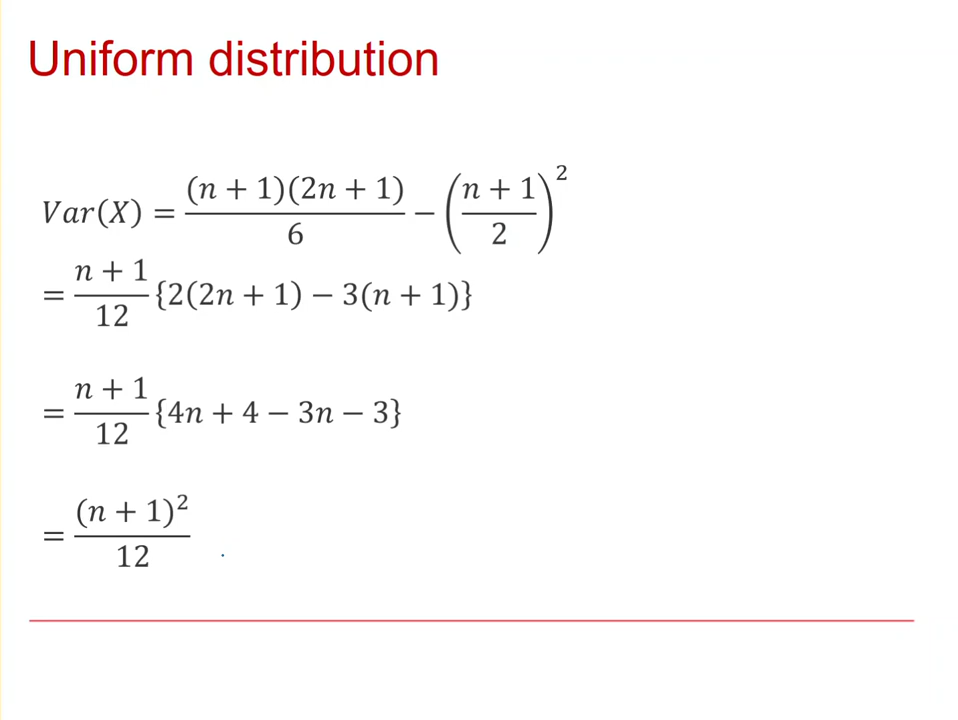 Uniform distribution
Var(X) = (n + 1)(2n + 1)/6 − ((n + 1)/2)²
= (n + 1)/12 {2(2n + 1) − 3(n + 1)}
= (n + 1)/12 {4n + 4 − 3n − 3}
= (n + 1)²/12